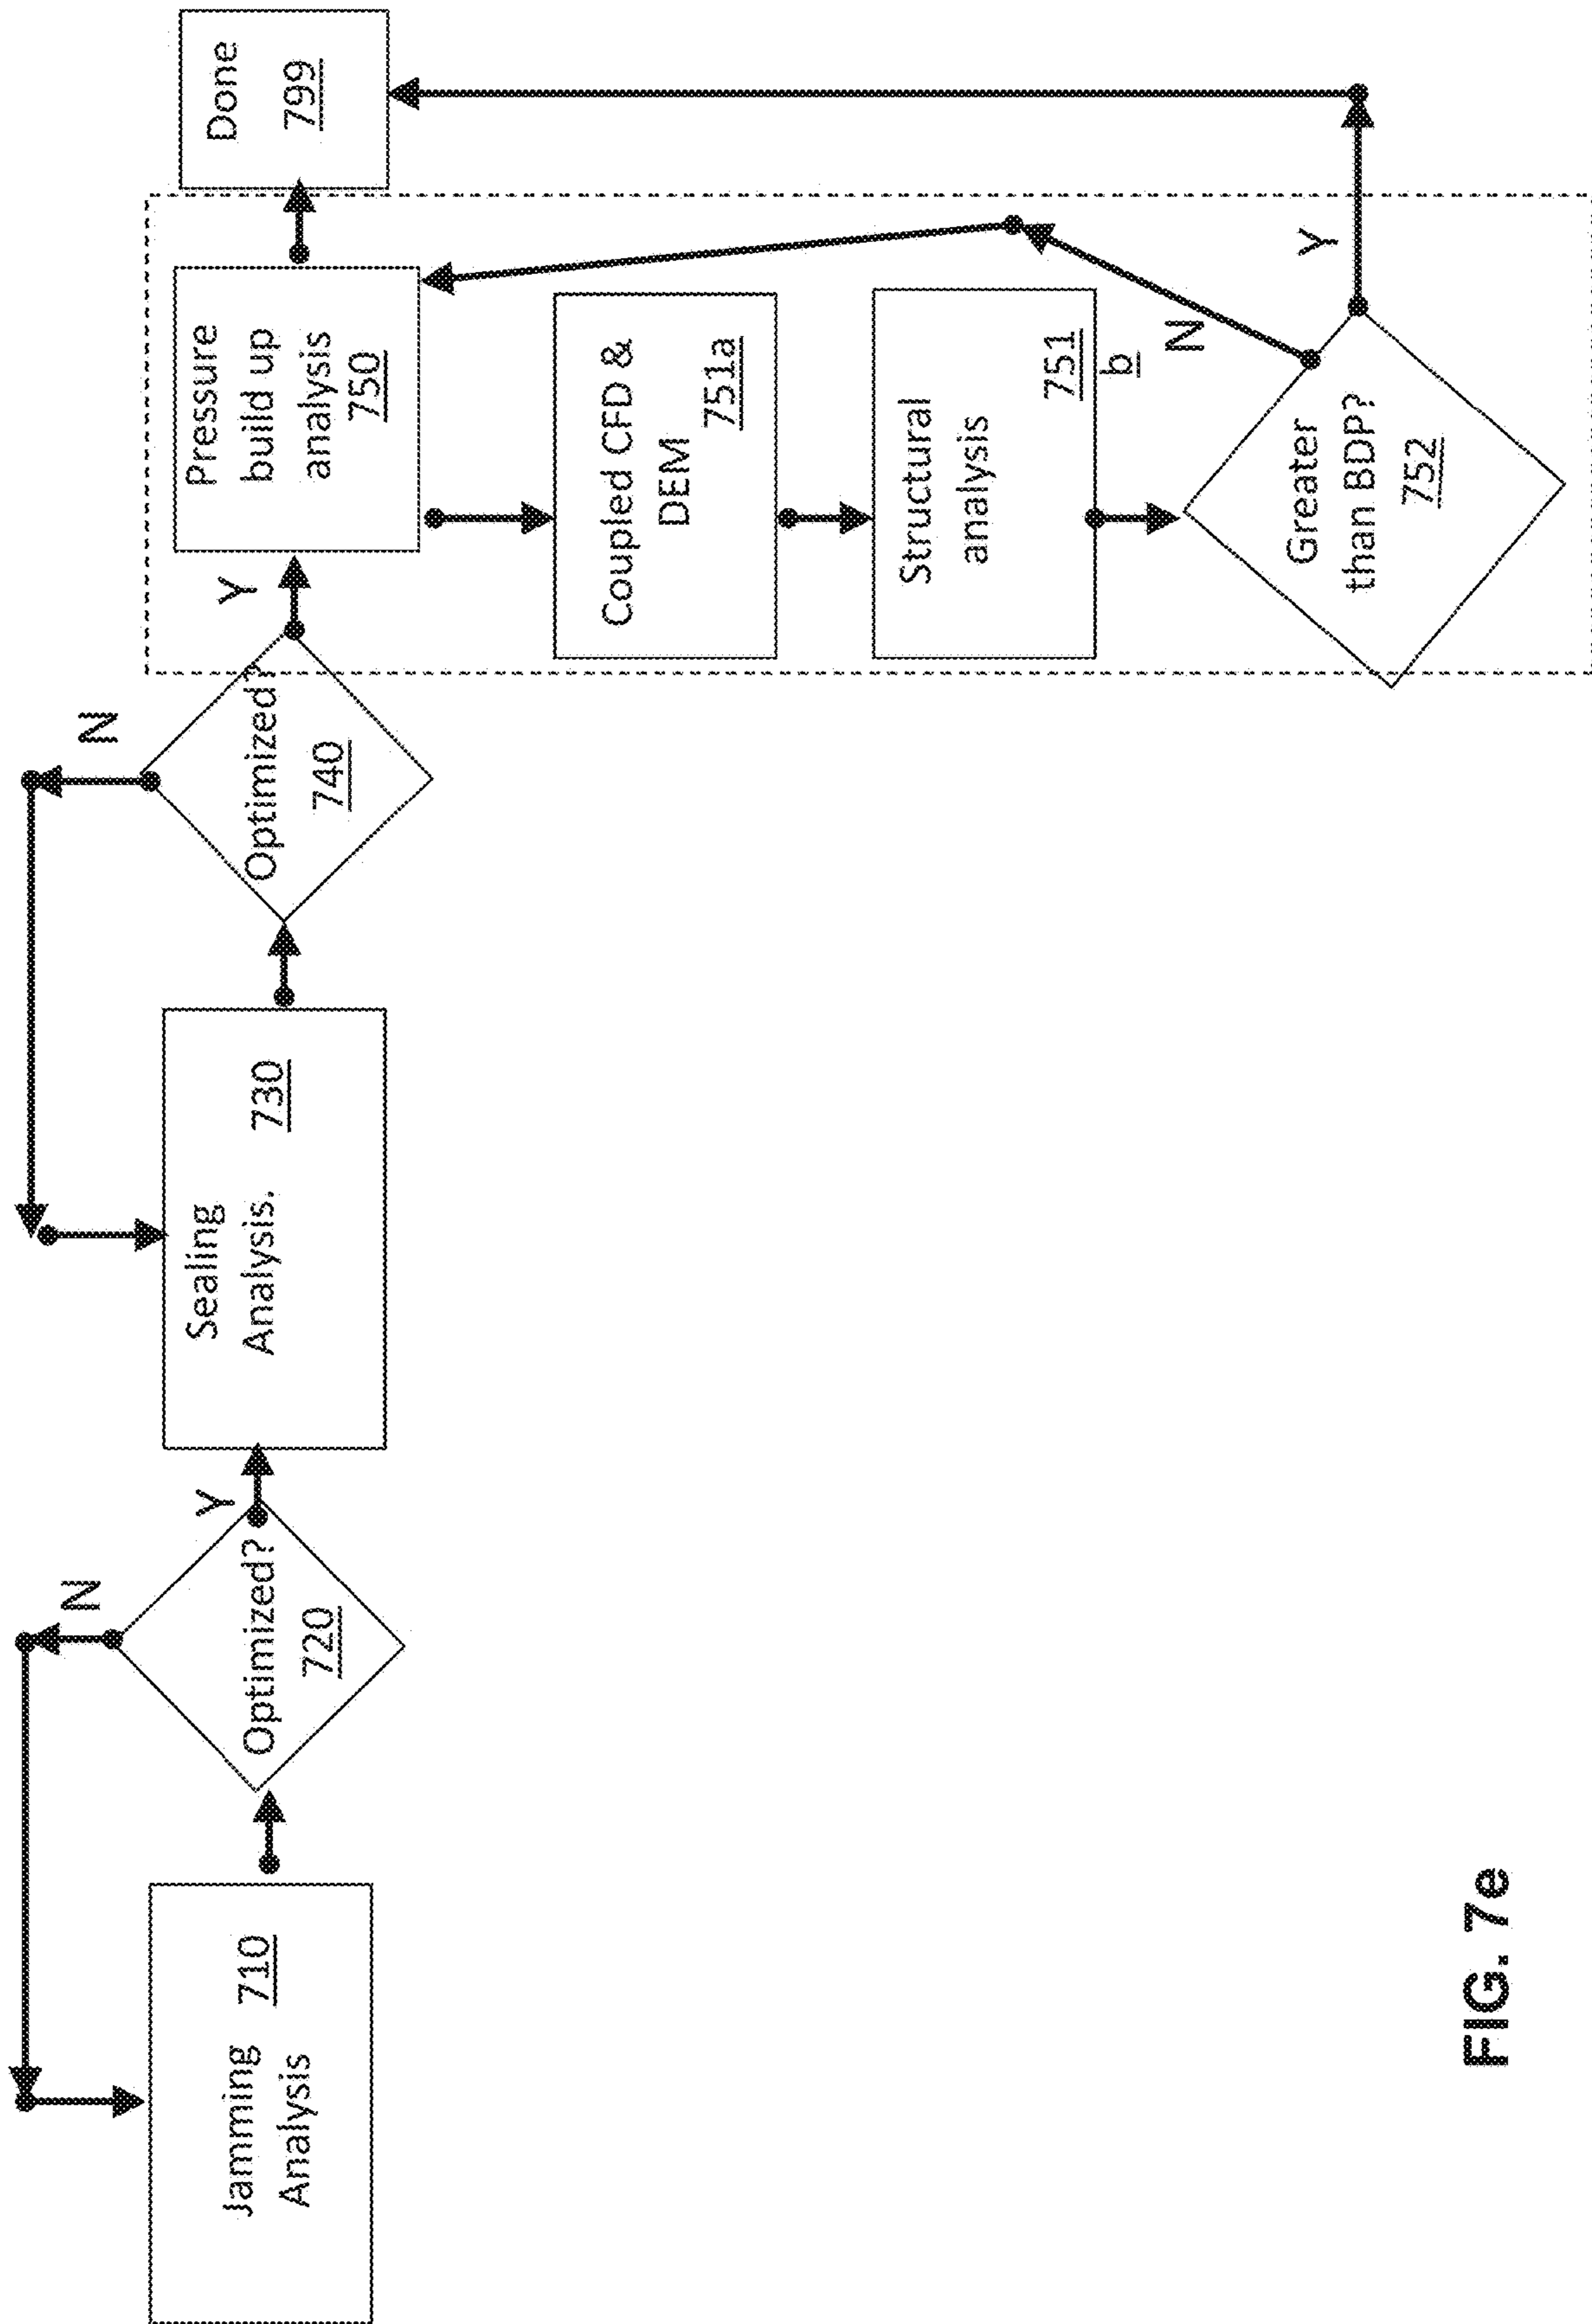 Jamming
Analysis
710
N
Optimized?
720
Y
Sealing
Analysis. 730
N
Optimized?
740
Y
Pressure
build up
analysis
750
Done
799
Coupled CFD &
DEM
751a
Structural
analysis
751
b
N
Greater
than BDP?
752
Y
FIG. 7e